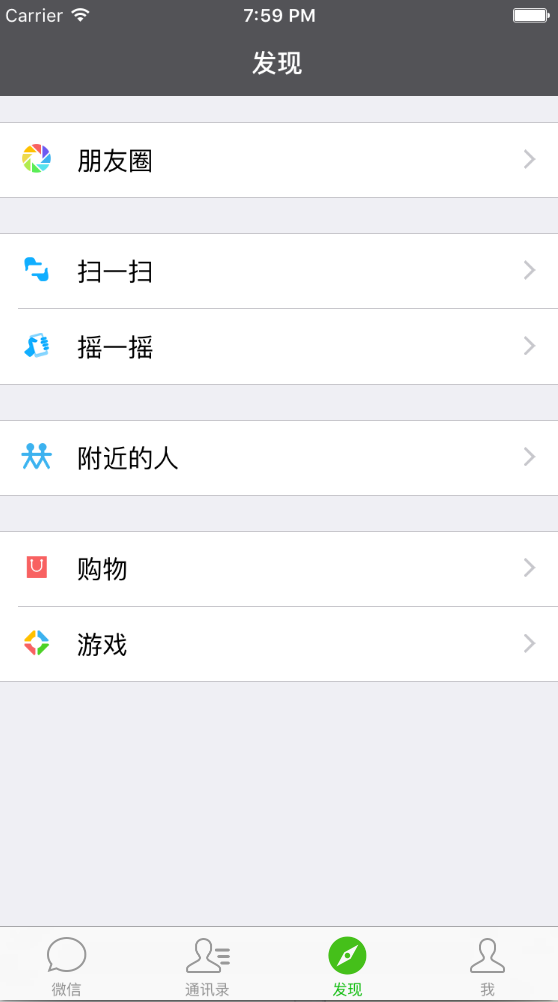 Carrier 7:59 PM
发现
朋友圈
扫一扫
摇一摇
附近的人
购物
游戏
微信 通讯录 发现 我